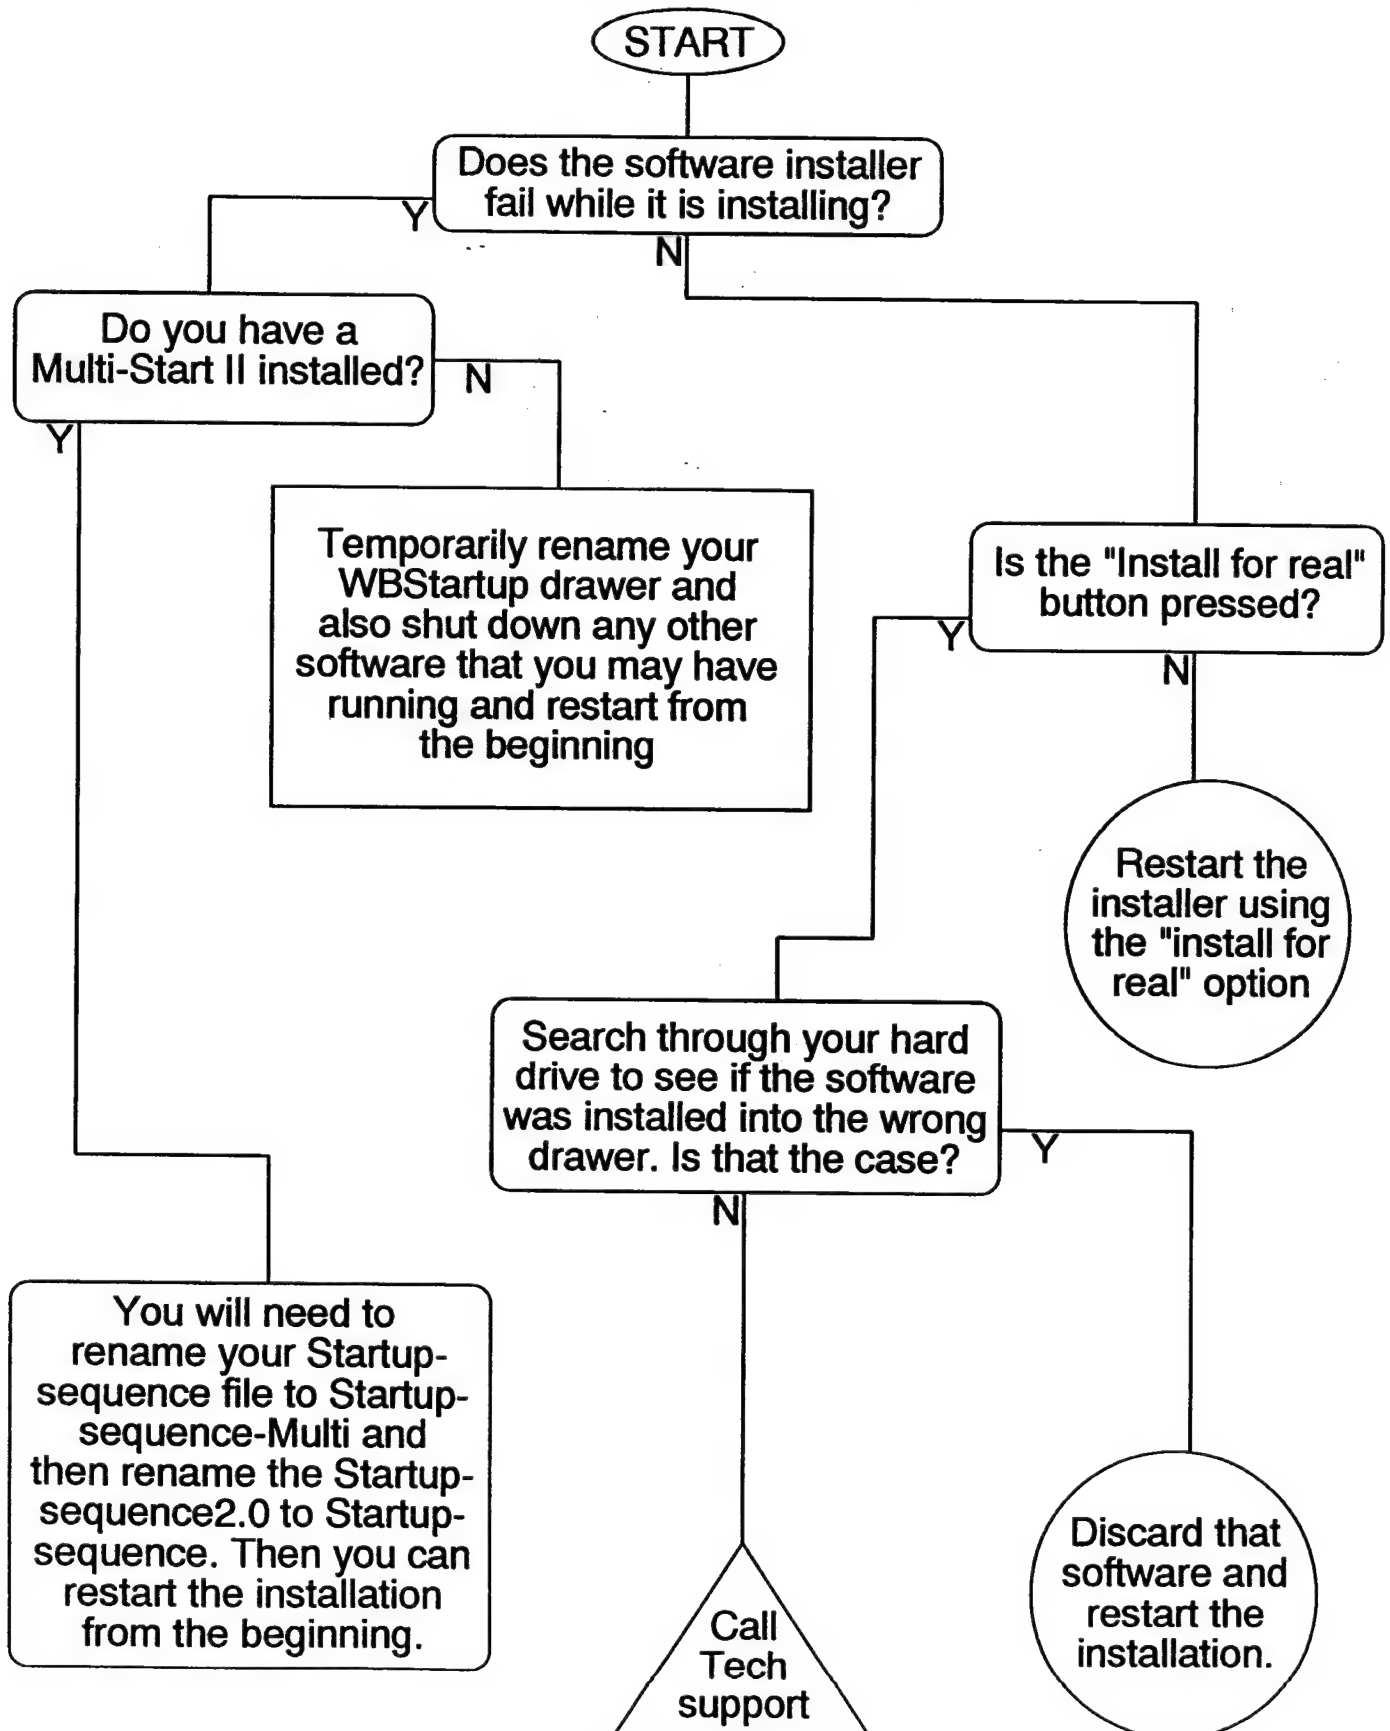 START
Does the software installer
fail while it is installing?
Y
N
Do you have a
Multi-Start II installed?
N
Y
Temporarily rename your
WBStartup drawer and
also shut down any other
software that you may have
running and restart from
the beginning
Is the "Install for real"
button pressed?
Y
N
Restart the
installer using
the "install for
real" option
Search through your hard
drive to see if the software
was installed into the wrong
drawer. Is that the case?
Y
N
You will need to
rename your Startup-
sequence file to Startup-
sequence-Multi and
then rename the Startup-
sequence2.0 to Startup-
sequence. Then you can
restart the installation
from the beginning.
Call
Tech
support
Discard that
software and
restart the
installation.